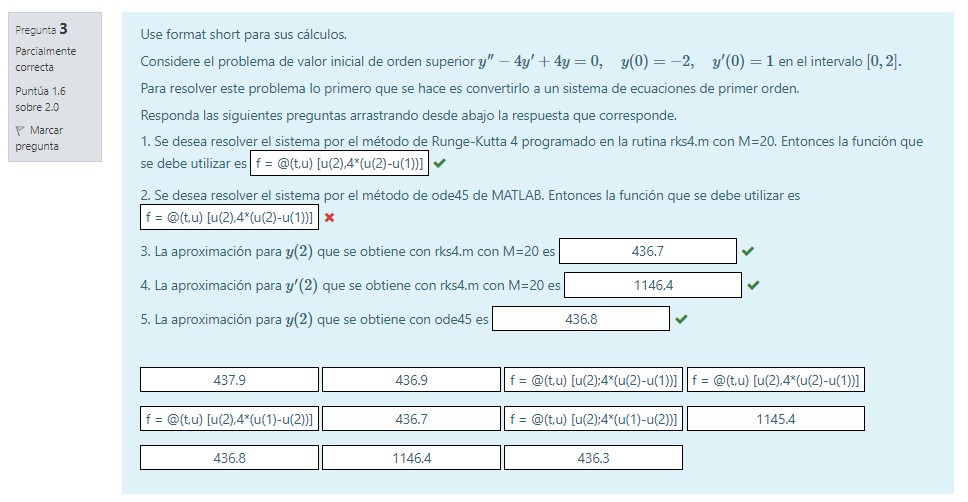 Pregunta 3
Parcialmente
correcta
Puntúa 1.6
sobre 2.0
Marcar
pregunta
Use format short para sus cálculos.
Considere el problema de valor inicial de orden superior y″ − 4y′ + 4y = 0, y(0) = −2, y′(0) = 1 en el intervalo [0, 2].
Para resolver este problema lo primero que se hace es convertirlo a un sistema de ecuaciones de primer orden.
Responda las siguientes preguntas arrastrando desde abajo la respuesta que corresponde.
1. Se desea resolver el sistema por el método de Runge-Kutta 4 programado en la rutina rks4.m con M=20. Entonces la función que
se debe utilizar es f = @(t,u) [u(2),4*(u(2)-u(1))] ✔
2. Se desea resolver el sistema por el método de ode45 de MATLAB. Entonces la función que se debe utilizar es
f = @(t,u) [u(2),4*(u(2)-u(1))] ✖
3. La aproximación para y(2) que se obtiene con rks4.m con M=20 es 436.7 ✔
4. La aproximación para y′(2) que se obtiene con rks4.m con M=20 es 1146.4 ✔
5. La aproximación para y(2) que se obtiene con ode45 es 436.8 ✔
437.9 436.9 f = @(t,u) [u(2);4*(u(2)-u(1))] f = @(t,u) [u(2),4*(u(2)-u(1))]
f = @(t,u) [u(2),4*(u(1)-u(2))] 436.7 f = @(t,u) [u(2);4*(u(1)-u(2))] 1145.4
436.8 1146.4 436.3